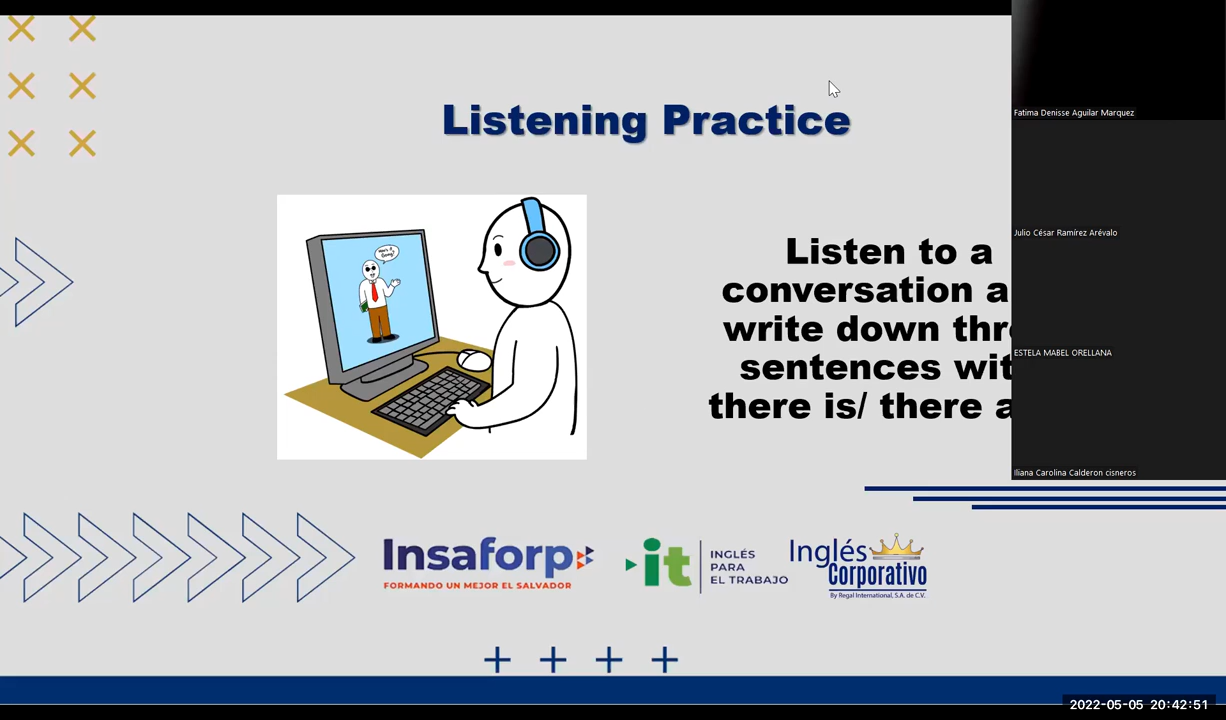 Listening Practice
Fatima Denisse Aguilar Marquez
Julio César Ramírez Arévalo
Listen to a
conversation a
write down thr
sentences wit
there is/ there a
ESTELA MABEL ORELLANA
Iliana Carolina Calderon cisneros
Insaforp
FORMANDO UN MEJOR EL SALVADOR
it
INGLÉS
PARA
EL TRABAJO
Inglés
Corporativo
By Regal International, S.A. de C.V.
2022-05-05 20:42:51